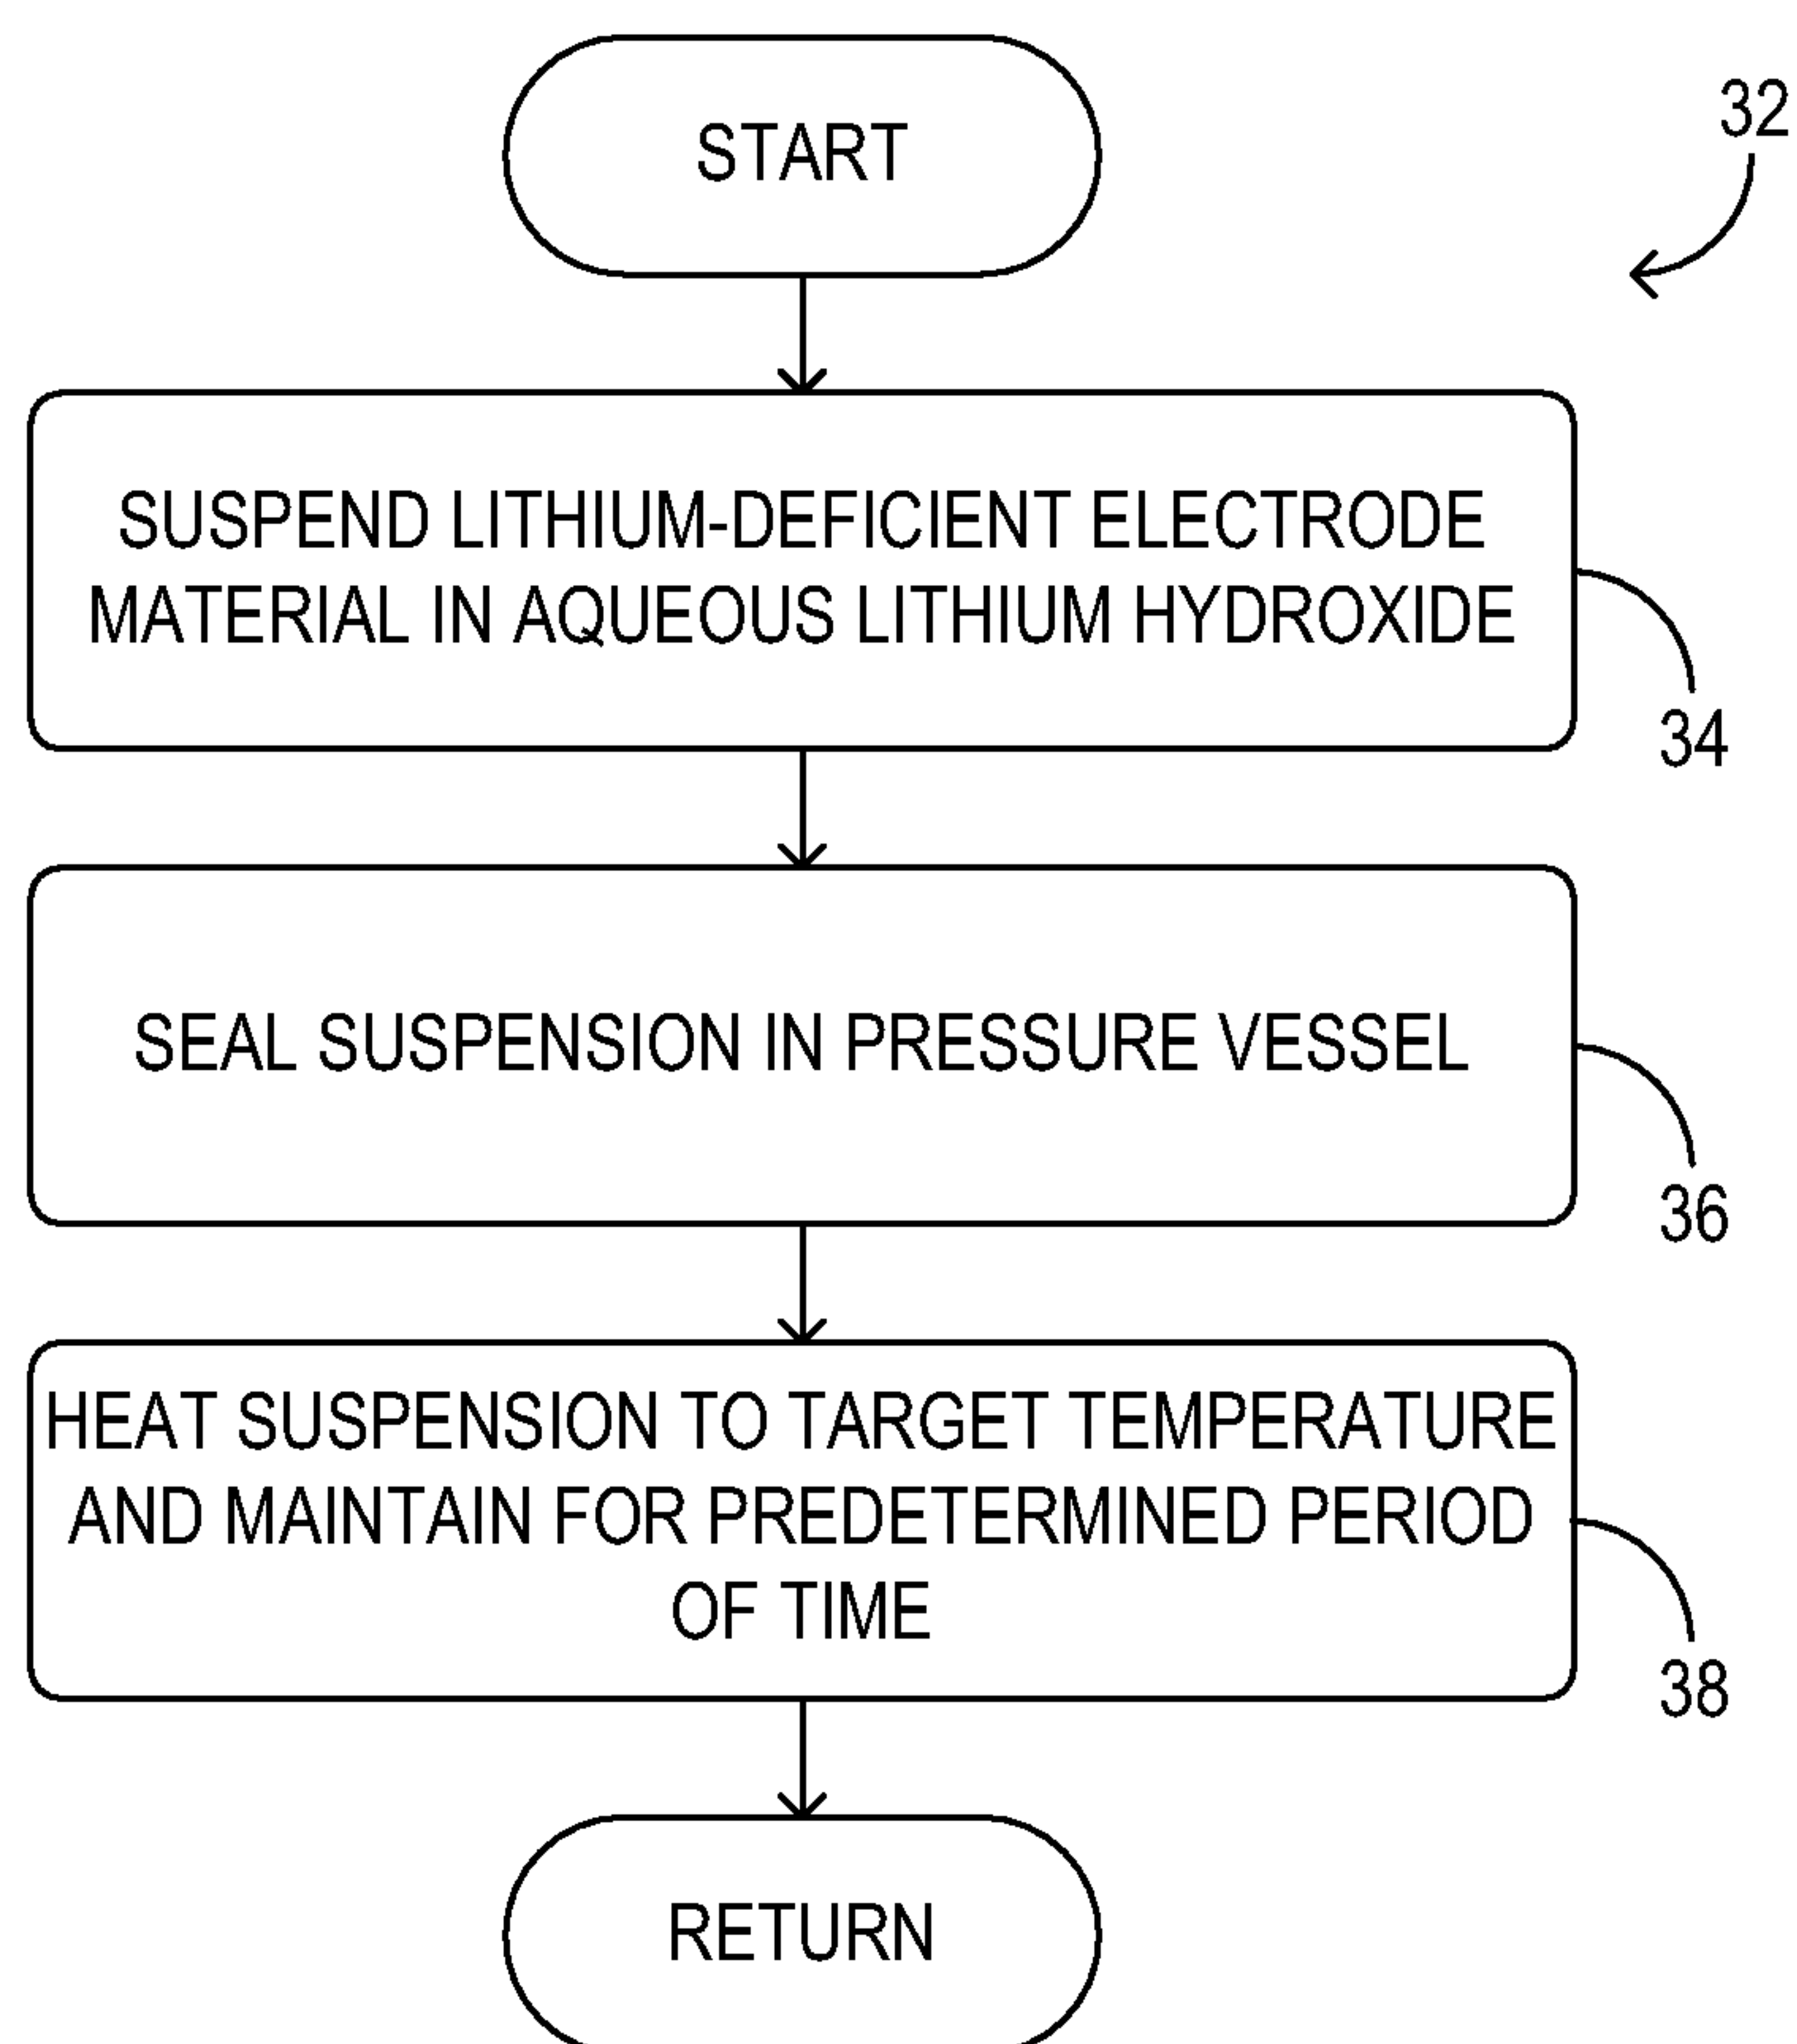 START
32
SUSPEND LITHIUM-DEFICIENT ELECTRODE
MATERIAL IN AQUEOUS LITHIUM HYDROXIDE
34
SEAL SUSPENSION IN PRESSURE VESSEL
36
HEAT SUSPENSION TO TARGET TEMPERATURE
AND MAINTAIN FOR PREDETERMINED PERIOD
OF TIME
38
RETURN